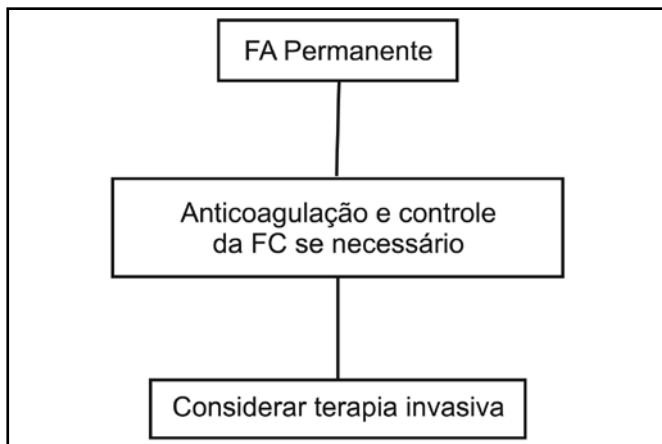 FA Permanente
Anticoagulação e controle
da FC se necessário
Considerar terapia invasiva